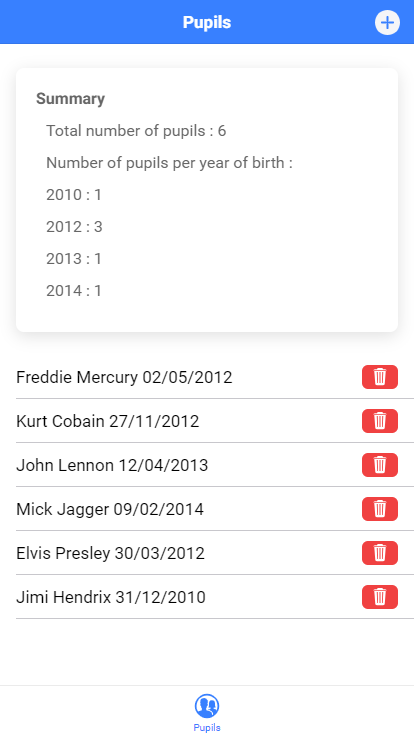 Pupils
Summary
Total number of pupils : 6
Number of pupils per year of birth :
2010 : 1
2012 : 3
2013 : 1
2014 : 1
Freddie Mercury 02/05/2012
Kurt Cobain 27/11/2012
John Lennon 12/04/2013
Mick Jagger 09/02/2014
Elvis Presley 30/03/2012
Jimi Hendrix 31/12/2010
Pupils